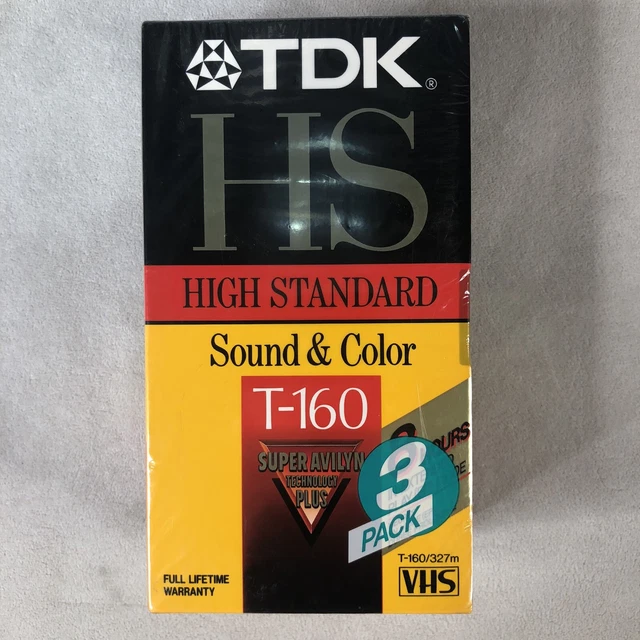 TDK®
HS
HIGH STANDARD
Sound & Color
T-160
SUPER AVILYN
TECHNOLOGY
PLUS
3
PACK
T-160/327m
VHS
FULL LIFETIME
WARRANTY